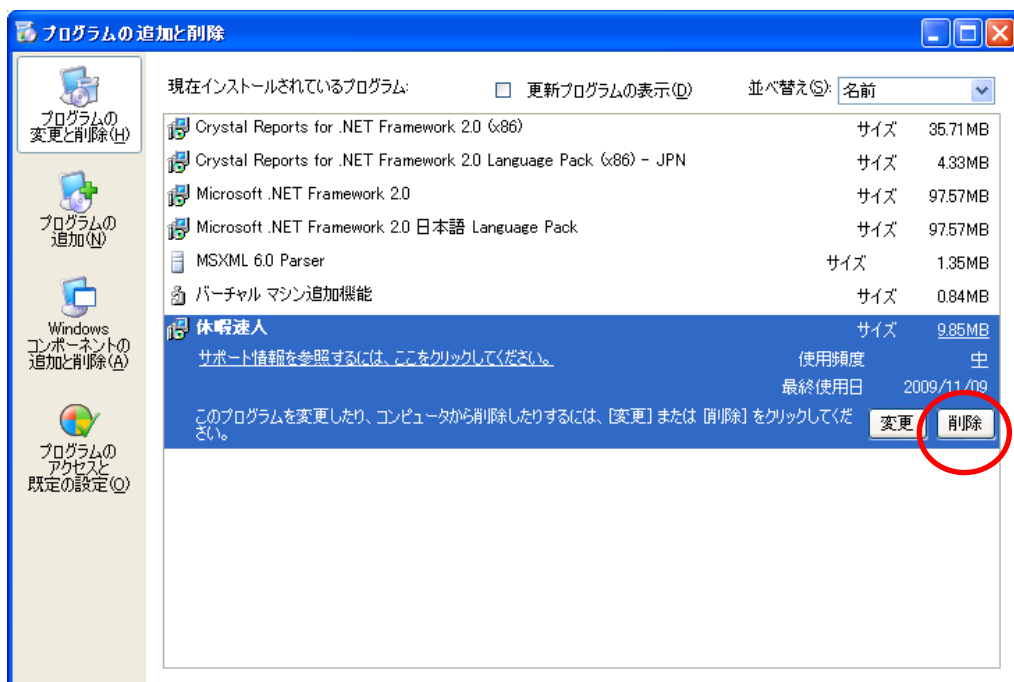 プログラムの追加と削除
現在インストールされているプログラム:
更新プログラムの表示(D)
並べ替え(S):
名前
プログラムの
変更と削除(H)
プログラムの
追加(N)
Windows
コンポーネントの
追加と削除(A)
プログラムの
アクセスと
既定の設定(O)
Crystal Reports for .NET Framework 2.0 (x86) サイズ 35.71MB
Crystal Reports for .NET Framework 2.0 Language Pack (x86) - JPN サイズ 4.33MB
Microsoft .NET Framework 2.0 サイズ 97.57MB
Microsoft .NET Framework 2.0 日本語 Language Pack サイズ 97.57MB
MSXML 6.0 Parser サイズ 1.35MB
バーチャル マシン追加機能 サイズ 0.84MB
休暇速人 サイズ 9.85MB
サポート情報を参照するには、ここをクリックしてください。 使用頻度 中
最終使用日 2009/11/09
このプログラムを変更したり、コンピュータから削除したりするには、[変更] または [削除] をクリックしてくだ
さい。
変更
削除